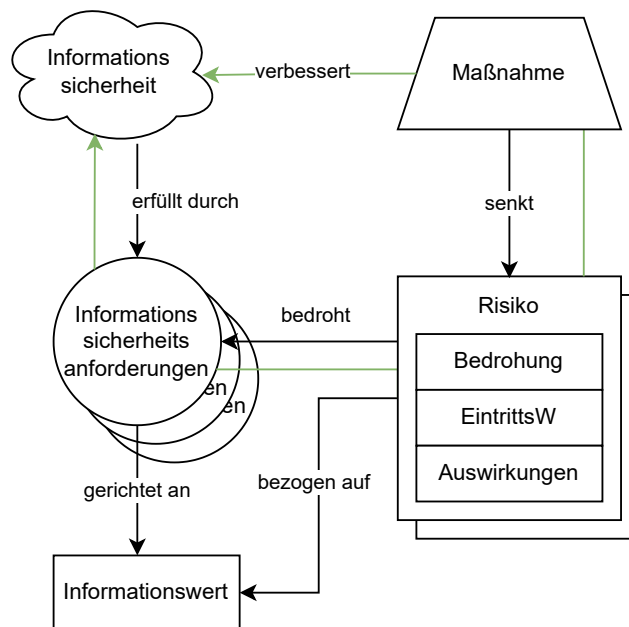 Informations
sicherheit
verbessert
Maßnahme
erfüllt durch
senkt
Informations
sicherheits
anforderungen
en
en
bedroht
Risiko
Bedrohung
EintrittsW
Auswirkungen
gerichtet an
bezogen auf
Informationswert